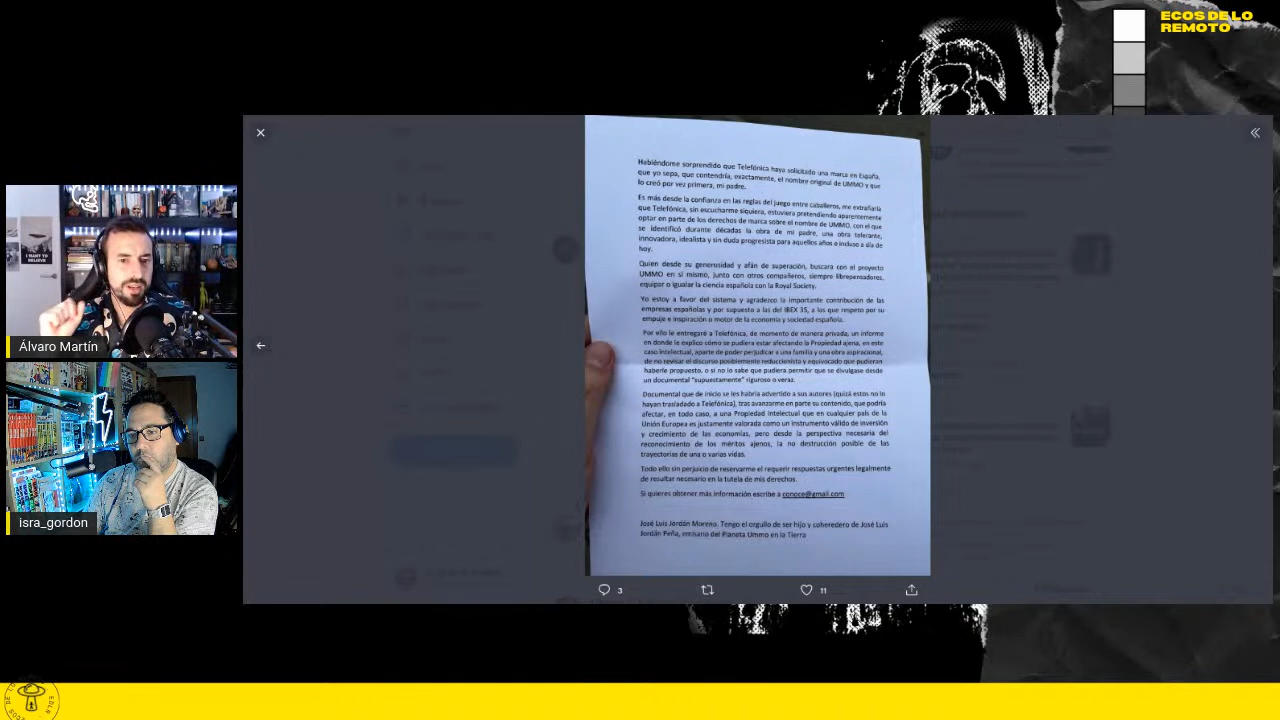 ECOS DE LO
REMOTO
Habiéndome sorprendido que Telefónica haya solicitado una marca en España,
que yo sepa, que contendría, exactamente, el nombre original de UMMO y que
lo creó por vez primera, mi padre.
Es más desde la confianza en las reglas del juego entre caballeros, me extrañaría
que Telefónica, sin escucharme siquiera, estuviera pretendiendo aparentemente
optar en parte de los derechos de marca sobre el nombre de UMMO, con el que
se identificó durante décadas la obra de mi padre, una obra tolerante,
innovadora, idealista y sin duda progresista para aquellos años o incluso a día de
hoy.
Quien desde su generosidad y afán de superación, buscara con el proyecto
UMMO en sí mismo, junto con otros compañeros, siempre librepensadores,
equipar o igualar la ciencia española con la Royal Society.
Yo estoy a favor del sistema y agradezco la importante contribución de las
empresas españolas y por supuesto a las del IBEX 35, a los que respeto por su
empuje e inspiración o motor de la economía y sociedad española.
Por ello le entregaré a Telefónica, de momento de manera privada, un informe
en donde le explico cómo se pudiera estar afectando la Propiedad ajena, en este
caso intelectual, aparte de poder perjudicar a una familia y una obra aspiracional,
de no revisar el discurso posiblemente reduccionista y equivocado que pudieran
haberle propuesto, o si no lo sabe que pudiera permitir que se divulgase desde
un documental "supuestamente" riguroso o veraz.
Documental que de inicio se les habría advertido a sus autores (quizá estos no lo
hayan trasladado a Telefónica), tras avanzarme en parte su contenido, que podría
afectar, en todo caso, a una Propiedad Intelectual que en cualquier país de la
Unión Europea es justamente valorada como un instrumento válido de inversión
y crecimiento de las economías, pero desde la perspectiva necesaria del
reconocimiento de los méritos ajenos, la no destrucción posible de las
trayectorias de una o varias vidas.
Todo ello sin perjuicio de reservarme el requerir respuestas urgentes legalmente
de resultar necesario en la tutela de mis derechos.
Si quieres obtener más información escribe a conoce@gmail.com
José Luis Jordán Moreno. Tengo el orgullo de ser hijo y coheredero de José Luis
Jordán Peña, emisario del Planeta Ummo en la Tierra
3
11
I WANT TO
BELIEVE
Álvaro Martín
isra_gordon